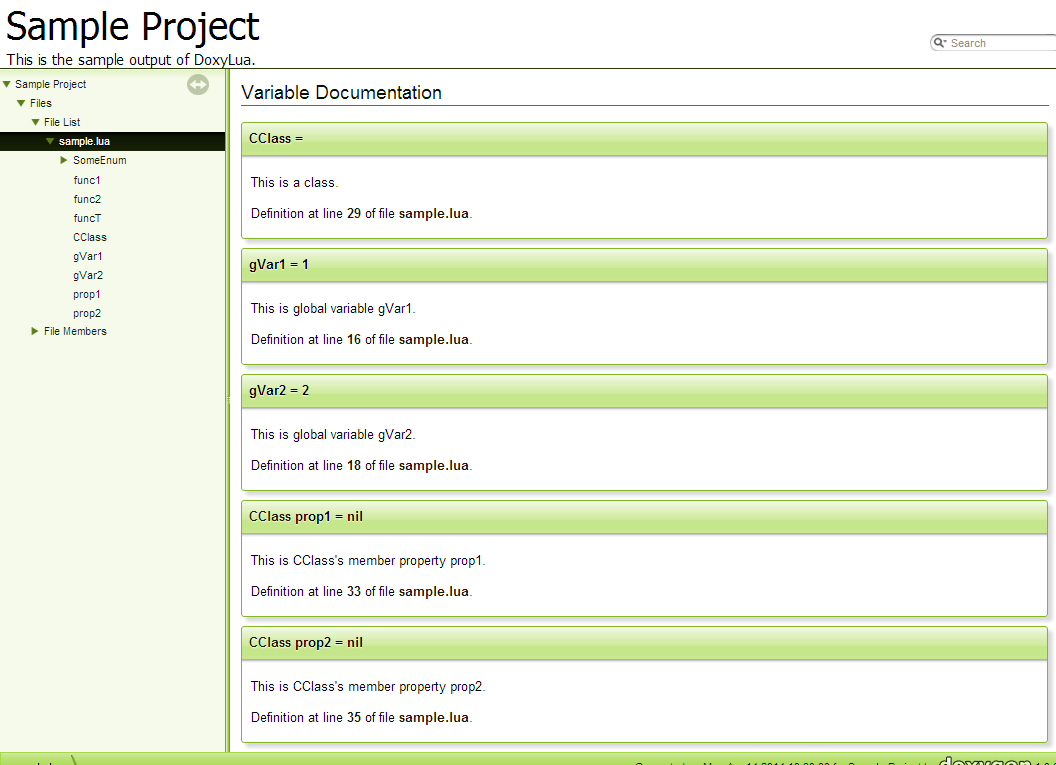 Sample Project
This is the sample output of DoxyLua.
Search
Sample Project
Files
File List
sample.lua
SomeEnum
func1
func2
funcT
CClass
gVar1
gVar2
prop1
prop2
File Members
Variable Documentation
CClass =
This is a class.
Definition at line 29 of file sample.lua.
gVar1 = 1
This is global variable gVar1.
Definition at line 16 of file sample.lua.
gVar2 = 2
This is global variable gVar2.
Definition at line 18 of file sample.lua.
CClass prop1 = nil
This is CClass's member property prop1.
Definition at line 33 of file sample.lua.
CClass prop2 = nil
This is CClass's member property prop2.
Definition at line 35 of file sample.lua.
doxygen